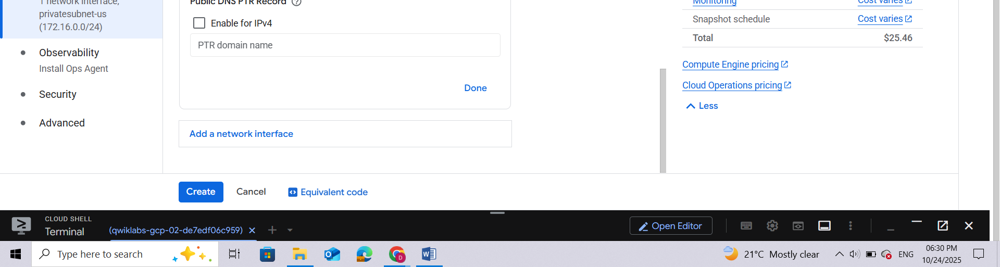 1 network interface,
privatesubnet-us
(172.16.0.0/24)
Observability
Install Ops Agent
Security
Advanced
Public DNS PTR Record
Enable for IPv4
PTR domain name
Done
Add a network interface
Monitoring Cost varies
Snapshot schedule Cost varies
Total $25.46
Compute Engine pricing
Cloud Operations pricing
Less
Create Cancel Equivalent code
CLOUD SHELL
Terminal (qwiklabs-gcp-02-de7edf06c959) Open Editor
Type here to search
21°C Mostly clear ENG
06:30 PM
10/24/2025